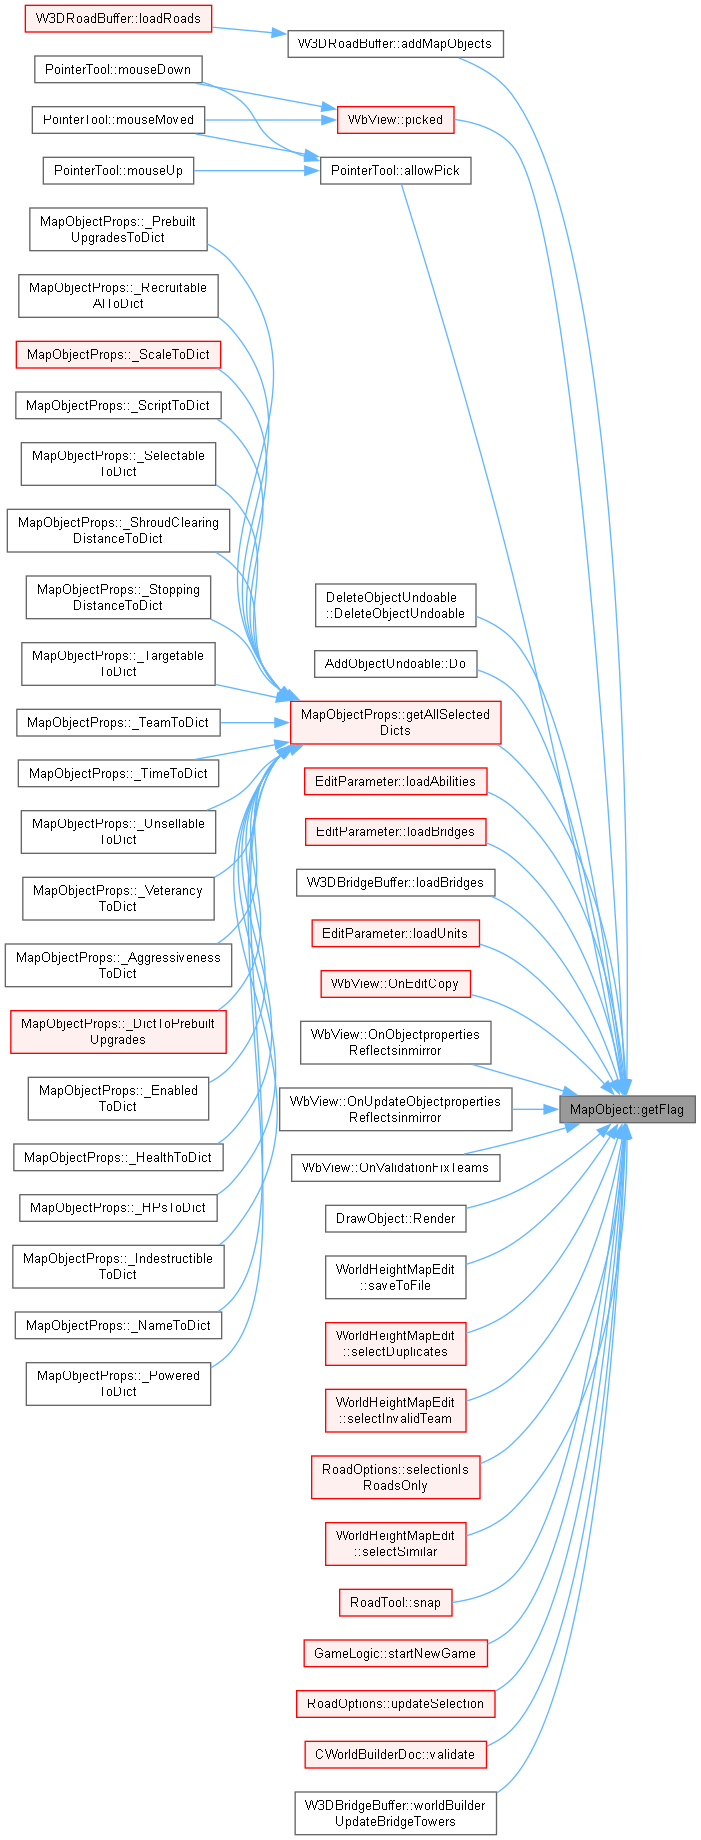 W3DRoadBuffer::loadRoads
W3DRoadBuffer::addMapObjects
PointerTool::mouseDown
PointerTool::mouseMoved
WbView::picked
PointerTool::mouseUp
PointerTool::allowPick
MapObjectProps::_Prebuilt
UpgradesToDict
MapObjectProps::_Recruitable
AIToDict
MapObjectProps::_ScaleToDict
MapObjectProps::_ScriptToDict
MapObjectProps::_Selectable
ToDict
MapObjectProps::_ShroudClearing
DistanceToDict
MapObjectProps::_Stopping
DistanceToDict
MapObjectProps::_Targetable
ToDict
MapObjectProps::_TeamToDict
MapObjectProps::_TimeToDict
MapObjectProps::_Unsellable
ToDict
MapObjectProps::_Veterancy
ToDict
MapObjectProps::_Aggressiveness
ToDict
MapObjectProps::_DictToPrebuilt
Upgrades
MapObjectProps::_Enabled
ToDict
MapObjectProps::_HealthToDict
MapObjectProps::_HPsToDict
MapObjectProps::_Indestructible
ToDict
MapObjectProps::_NameToDict
MapObjectProps::_Powered
ToDict
DeleteObjectUndoable
::DeleteObjectUndoable
AddObjectUndoable::Do
MapObjectProps::getAllSelected
Dicts
EditParameter::loadAbilities
EditParameter::loadBridges
W3DBridgeBuffer::loadBridges
EditParameter::loadUnits
WbView::OnEditCopy
WbView::OnObjectproperties
Reflectsinmirror
WbView::OnUpdateObjectproperties
Reflectsinmirror
WbView::OnValidationFixTeams
DrawObject::Render
WorldHeightMapEdit
::saveToFile
WorldHeightMapEdit
::selectDuplicates
WorldHeightMapEdit
::selectInvalidTeam
RoadOptions::selectionIs
RoadsOnly
WorldHeightMapEdit
::selectSimilar
RoadTool::snap
GameLogic::startNewGame
RoadOptions::updateSelection
CWorldBuilderDoc::validate
W3DBridgeBuffer::worldBuilder
UpdateBridgeTowers
MapObject::getFlag